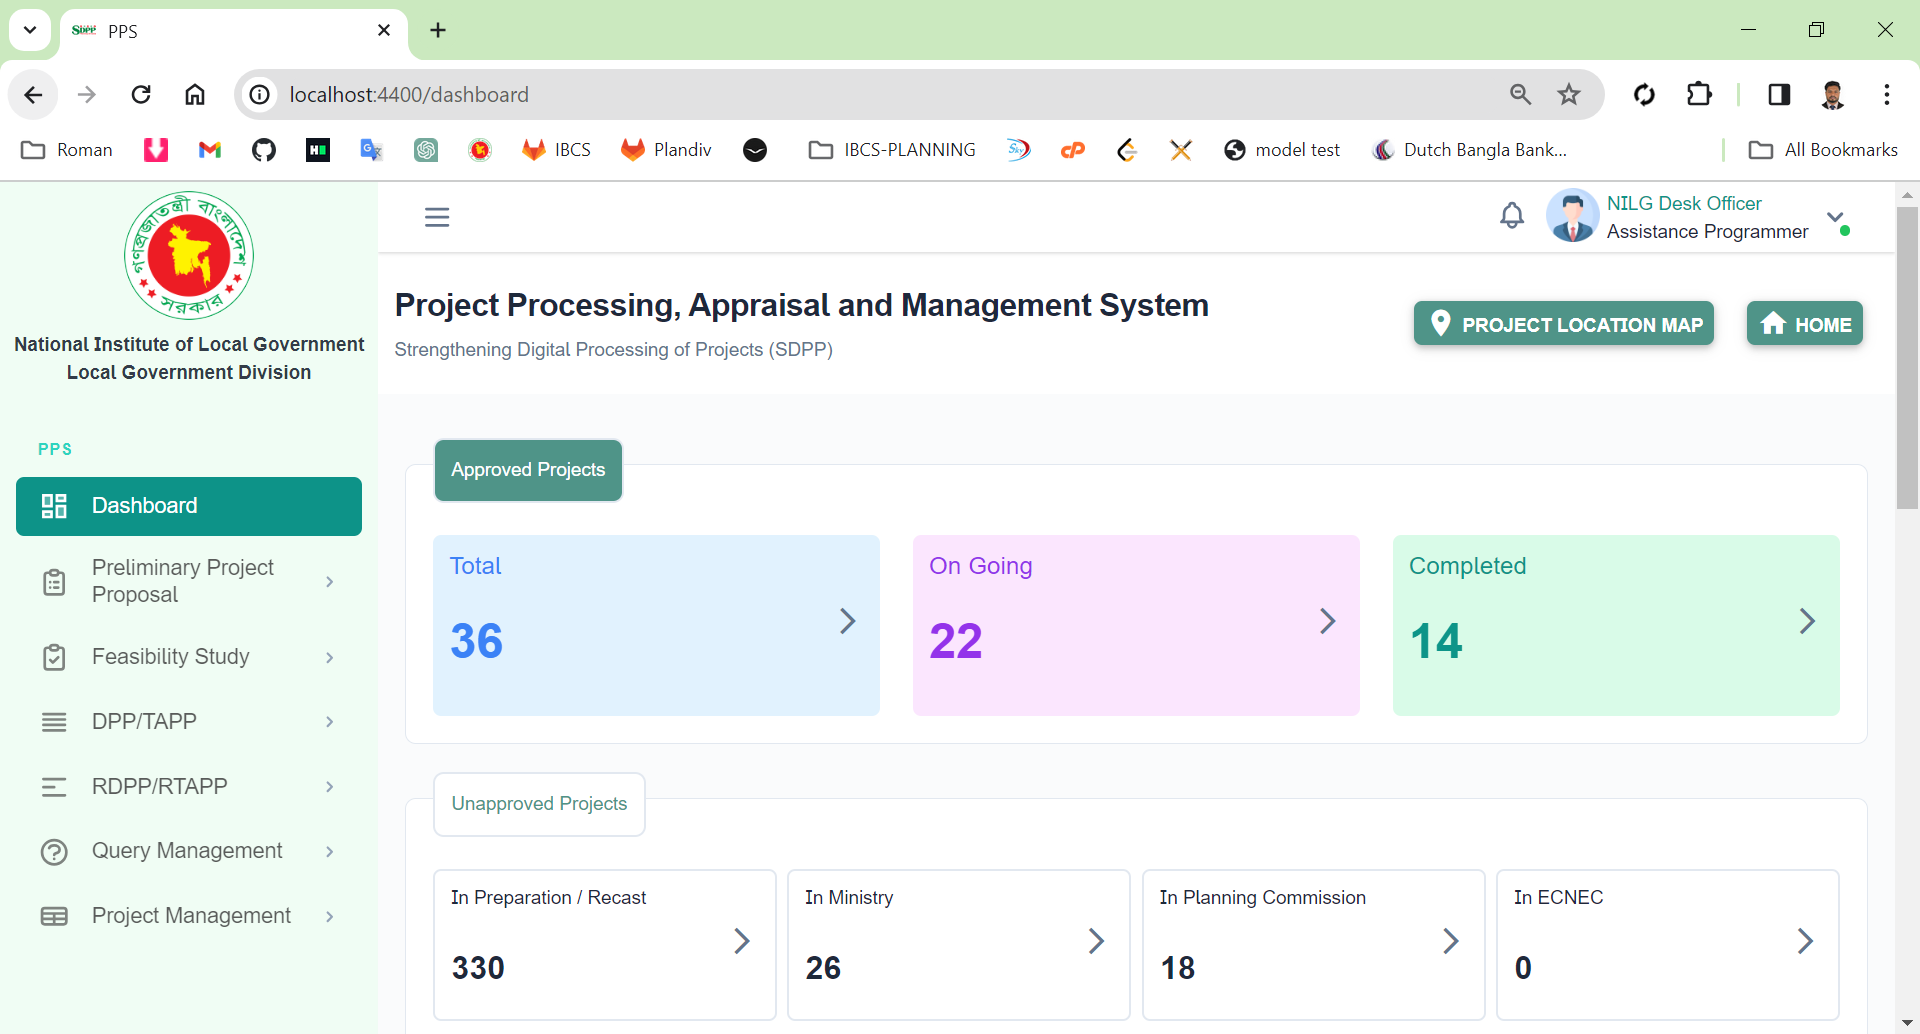 PPS
localhost:4400/dashboard
Roman
IBCS
Plandiv
IBCS-PLANNING
model test
Dutch Bangla Bank...
All Bookmarks
গণপ্রজাতন্ত্রী বাংলাদেশ
সরকার
National Institute of Local Government
Local Government Division
PPS
Dashboard
Preliminary Project
Proposal
Feasibility Study
DPP/TAPP
RDPP/RTAPP
Query Management
Project Management
NILG Desk Officer
Assistance Programmer
Project Processing, Appraisal and Management System
Strengthening Digital Processing of Projects (SDPP)
PROJECT LOCATION MAP
HOME
Approved Projects
Total
36
On Going
22
Completed
14
Unapproved Projects
In Preparation / Recast
330
In Ministry
26
In Planning Commission
18
In ECNEC
0